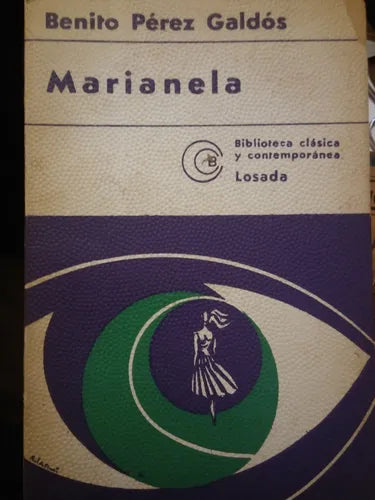 Benito Pérez Galdós
Marianela
B
Biblioteca clásica
y contemporánea
Losada